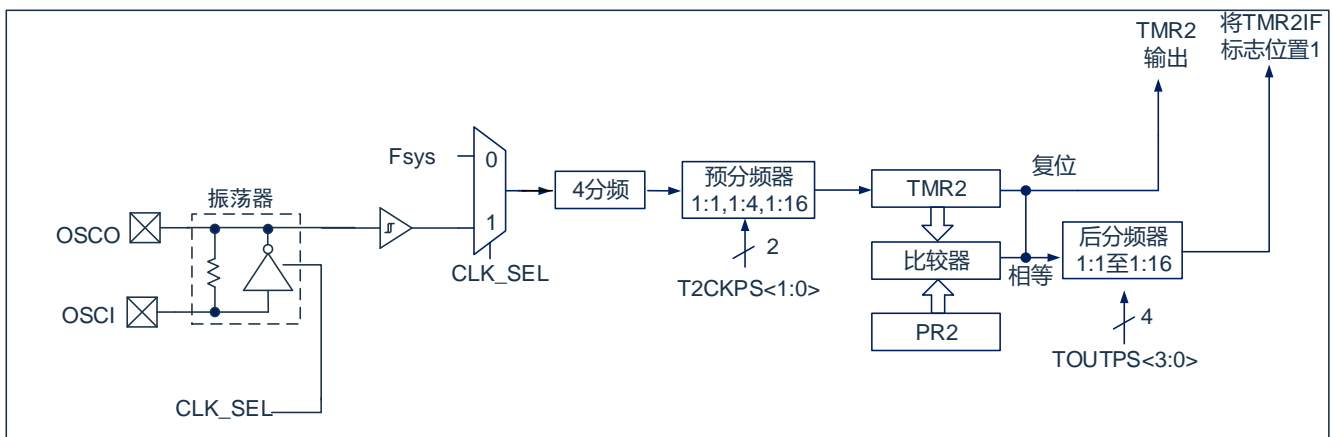 TMR2
输出
将TMR2IF
标志位置1
Fsys
0
1
CLK_SEL
4分频
预分频器
1:1,1:4,1:16
2
T2CKPS<1:0>
TMR2
复位
比较器
相等
PR2
后分频器
1:1至1:16
4
TOUTPS<3:0>
振荡器
OSCO
OSCI
CLK_SEL